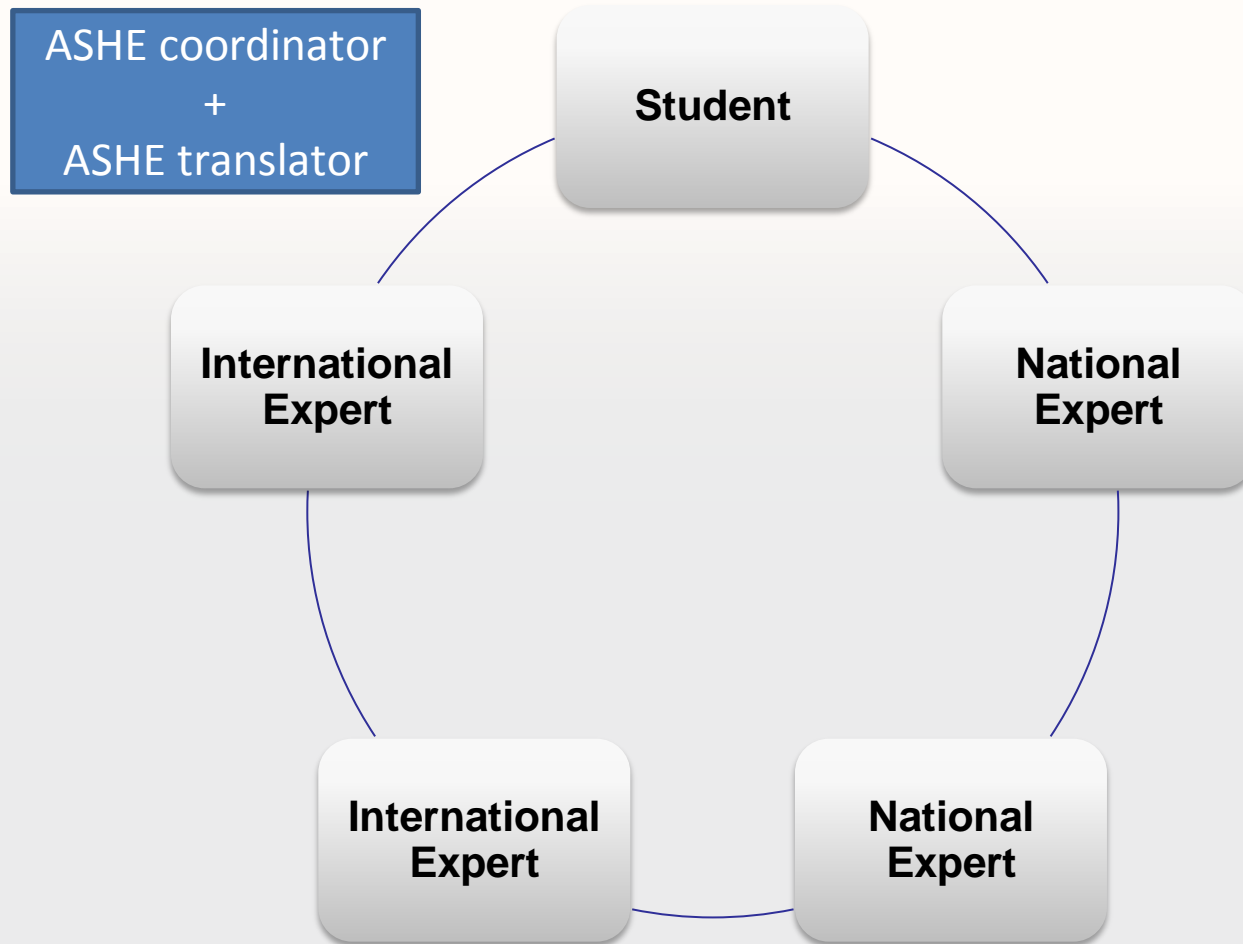 ASHE coordinator
+
ASHE translator
Student
International
Expert
National
Expert
International
Expert
National
Expert